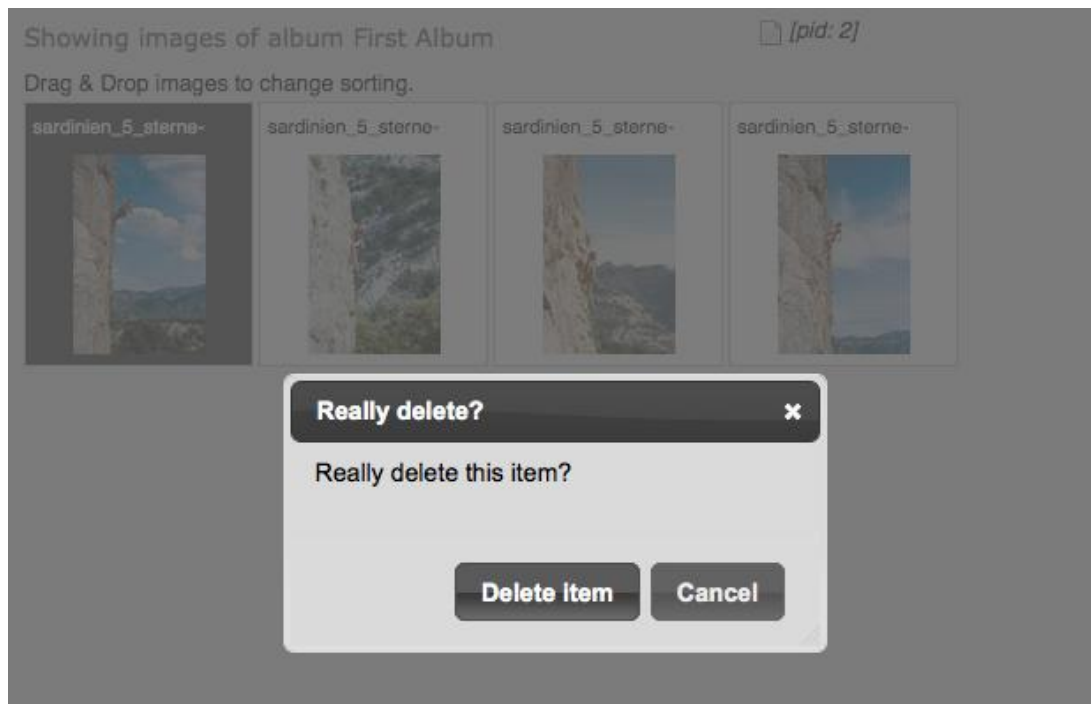 Showing images of album First Album
[pid: 2]
Drag & Drop images to change sorting.
sardinien_5_sterne-
sardinien_5_sterne-
sardinien_5_sterne-
sardinien_5_sterne-
Really delete?
Really delete this item?
Delete item
Cancel